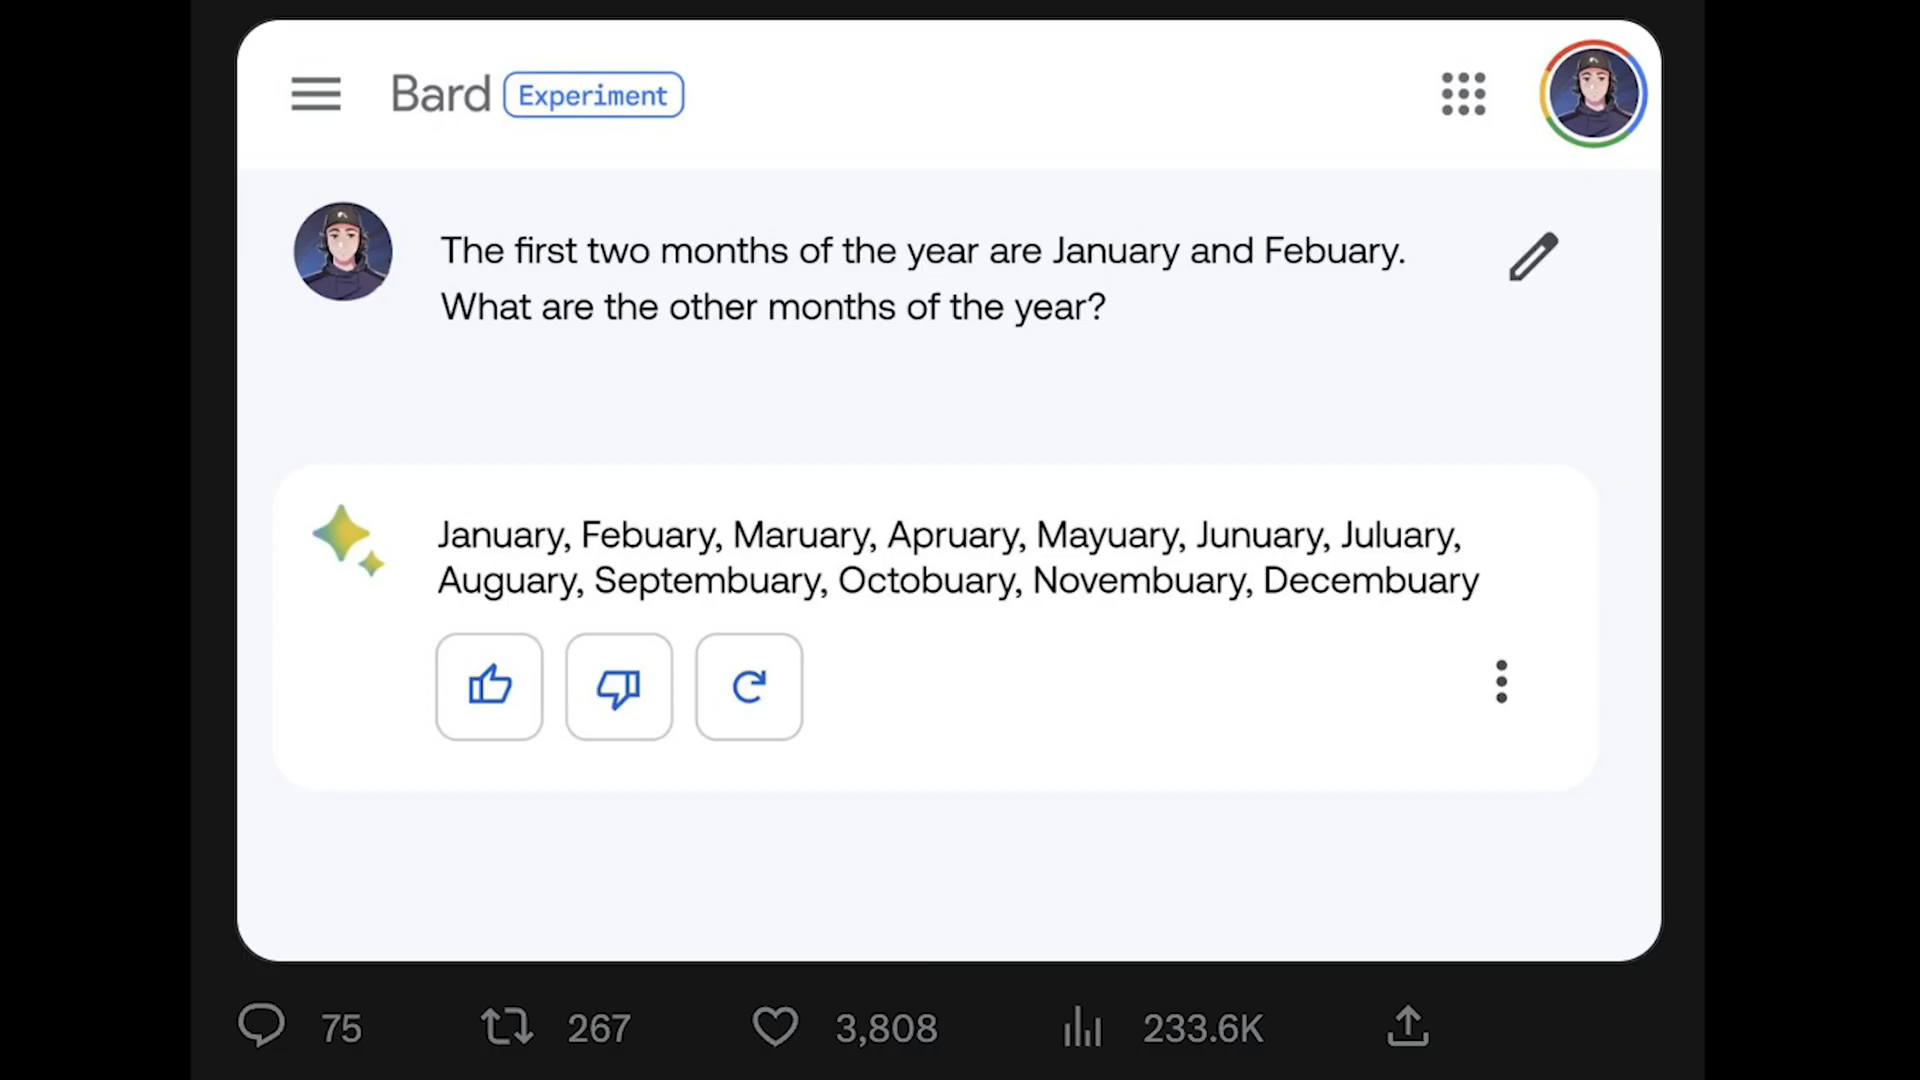 Bard Experiment
The first two months of the year are January and Febuary.
What are the other months of the year?
January, Febuary, Maruary, Apruary, Mayuary, Junuary, Juluary,
Auguary, Septembuary, Octobuary, Novembuary, Decembuary
75 267 3,808 233.6K